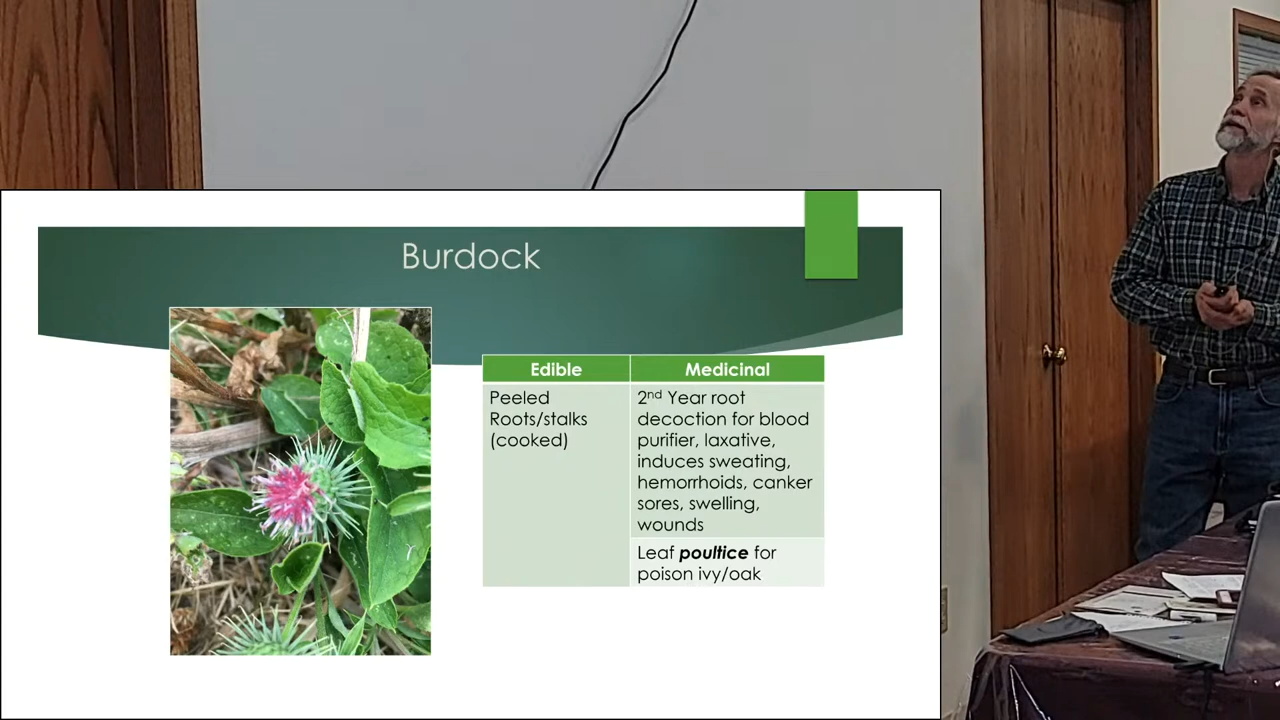 Burdock
Edible
Medicinal
Peeled
Roots/stalks
(cooked)
2nd Year root
decoction for blood
purifier, laxative,
induces sweating,
hemorrhoids, canker
sores, swelling,
wounds
Leaf poultice for
poison ivy/oak